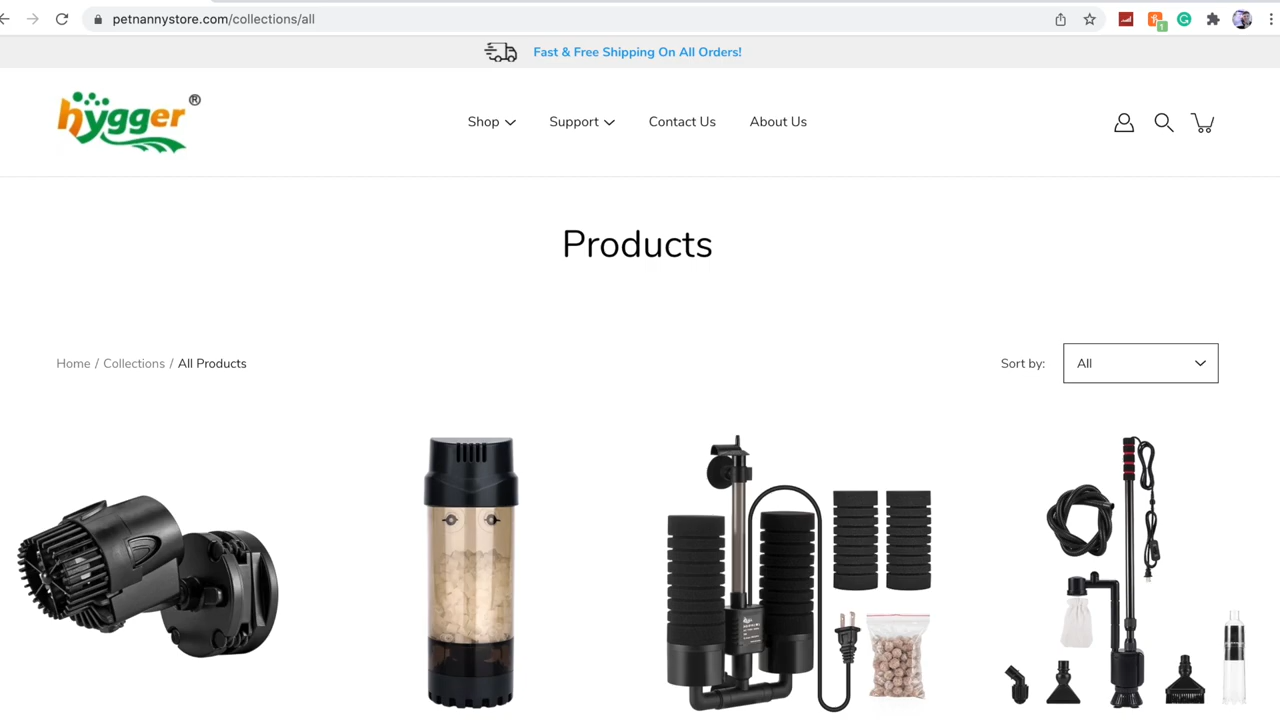 petnannystore.com/collections/all
1
Fast & Free Shipping On All Orders!
hygger®
Shop
Support
Contact Us
About Us
Products
Home / Collections / All Products
Sort by:
All